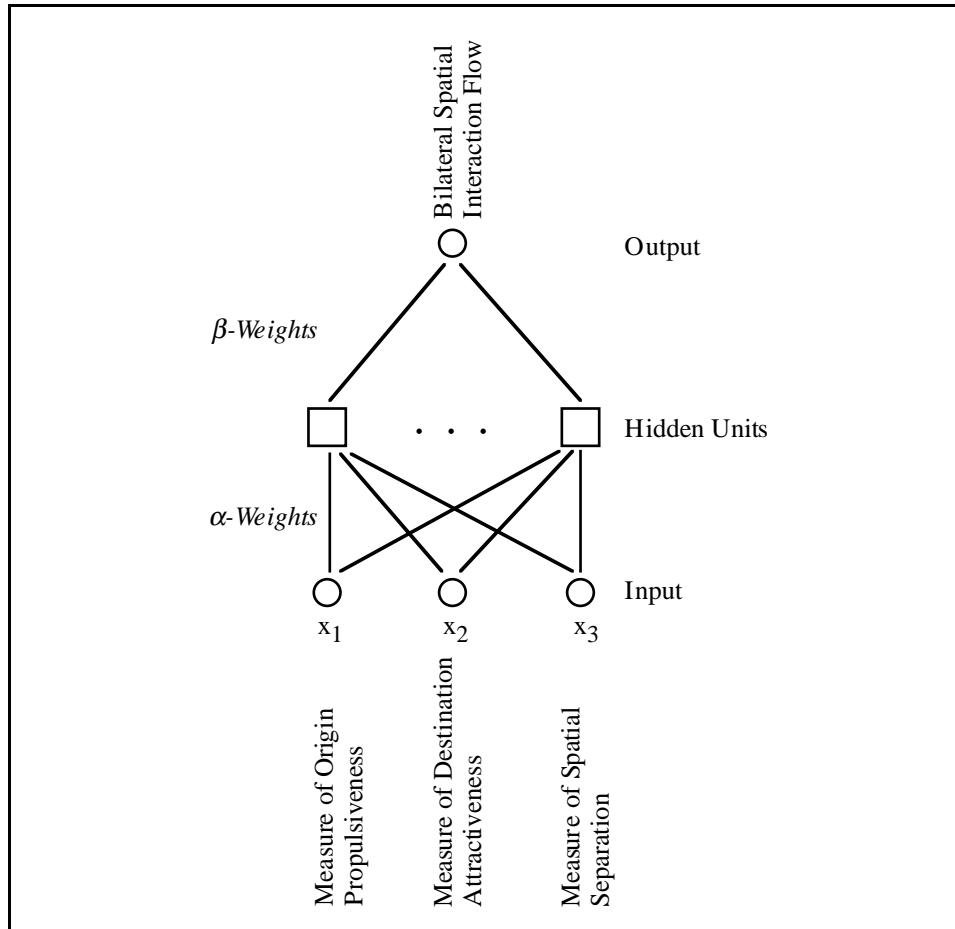 Bilateral Spatial
Interaction Flow
Output
β-Weights
. . .
Hidden Units
α-Weights
Input
x1
x2
x3
Measure of Origin
Propulsiveness
Measure of Destination
Attractiveness
Measure of Spatial
Separation